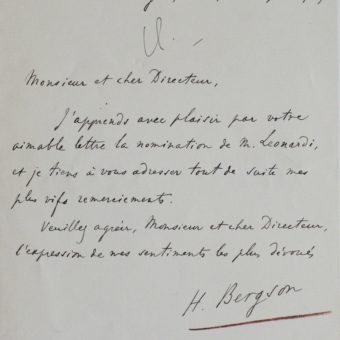 Monsieur et cher Directeur,
J'apprends avec plaisir par votre
aimable lettre la nomination de M. Leonardi,
et je tiens à vous adresser tout de suite mes
plus vifs remerciements.
Veuillez agréer, Monsieur et cher Directeur,
l'expression de mes sentiments les plus dévoués
H. Bergson